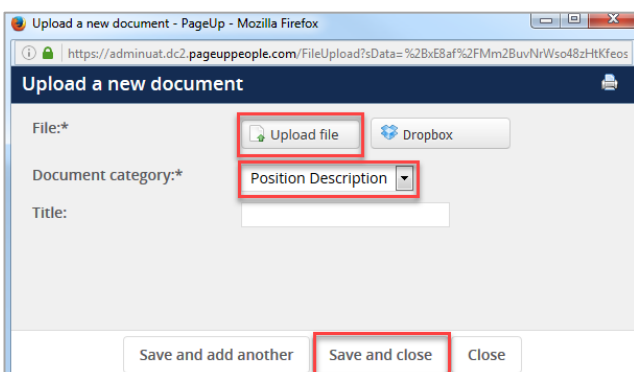 Upload a new document - PageUp - Mozilla Firefox
https://adminuat.dc2.pageuppeople.com/FileUpload?sData=%2BxE8af%2FMm2BuvNrWso48zHtKfeos
Upload a new document
File:* Upload file Dropbox
Document category:* Position Description
Title:
Save and add another Save and close Close